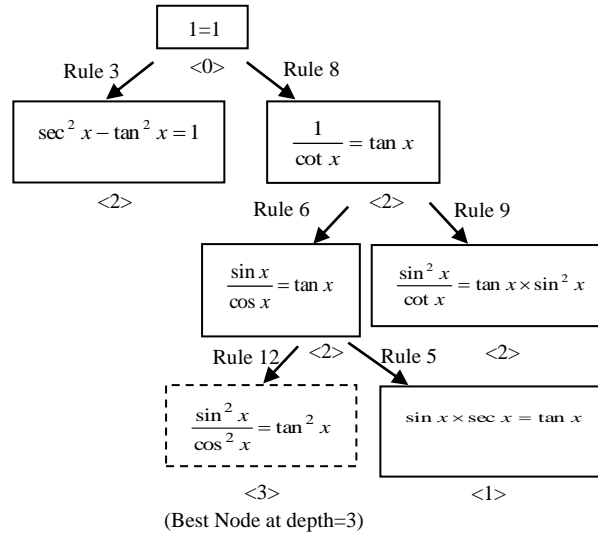 1=1
Rule 3
<0>
Rule 8
sec² x − tan² x = 1
1/cot x = tan x
<2>
Rule 6
<2>
Rule 9
sin x/cos x = tan x
sin² x/cot x = tan x × sin² x
Rule 12
<2>
Rule 5
<2>
sin² x/cos² x = tan² x
sin x × sec x = tan x
<3>
<1>
(Best Node at depth=3)